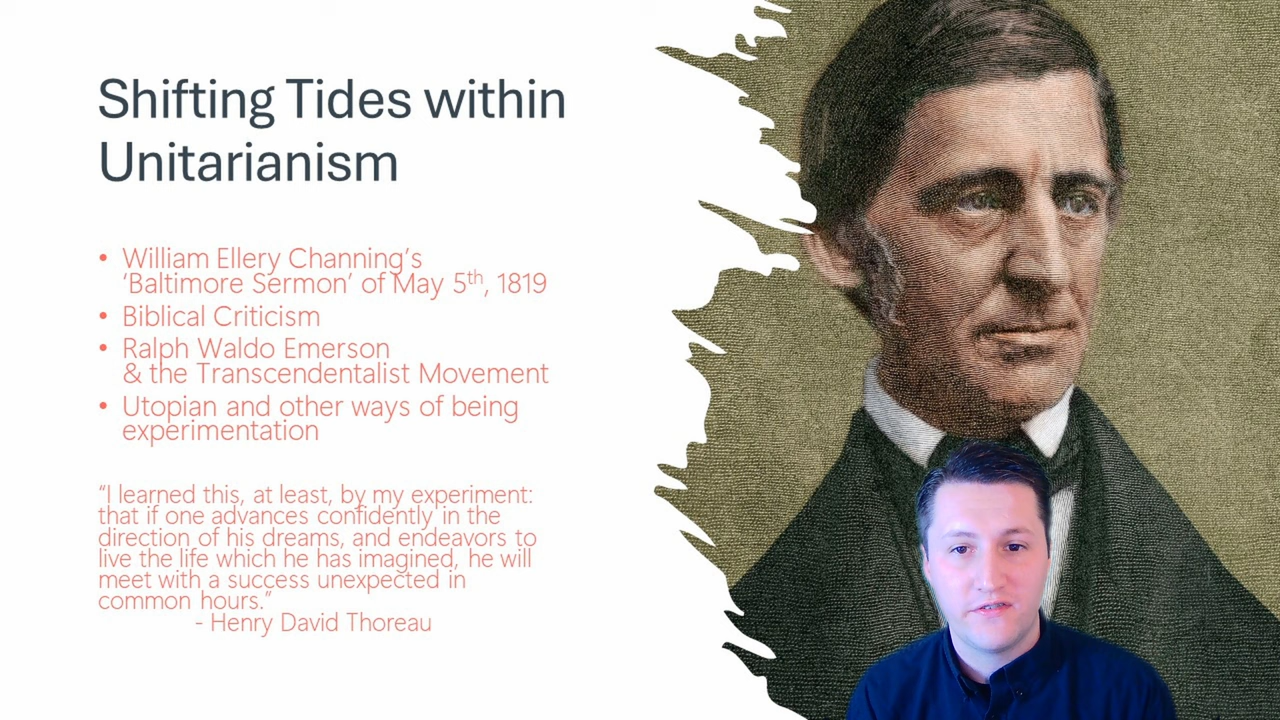 Shifting Tides within
Unitarianism
• William Ellery Channing's
'Baltimore Sermon' of May 5th, 1819
• Biblical Criticism
• Ralph Waldo Emerson
& the Transcendentalist Movement
• Utopian and other ways of being
experimentation
“I learned this, at least, by my experiment:
that if one advances confidently in the
direction of his dreams, and endeavors to
live the life which he has imagined, he will
meet with a success unexpected in
common hours.”
- Henry David Thoreau